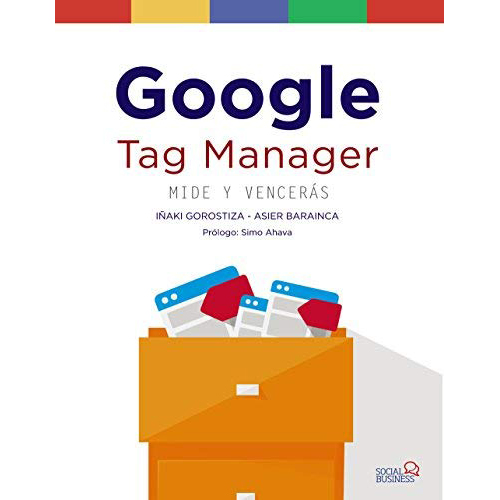 Google
Tag Manager
MIDE Y VENCERÁS
IÑAKI GOROSTIZA - ASIER BARAINCA
Prólogo: Simo Ahava
SOCIAL
BUSINESS